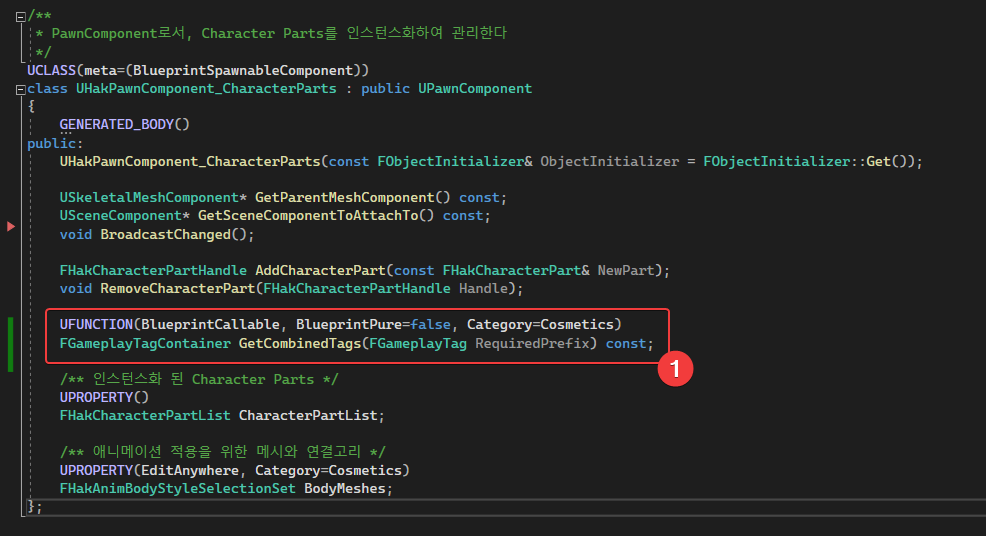 /**
 * PawnComponent로서, Character Parts를 인스턴스화하여 관리한다
 */
UCLASS(meta=(BlueprintSpawnableComponent))
class UHakPawnComponent_CharacterParts : public UPawnComponent
{
    GENERATED_BODY()
public:
    UHakPawnComponent_CharacterParts(const FObjectInitializer& ObjectInitializer = FObjectInitializer::Get());
    USkeletalMeshComponent* GetParentMeshComponent() const;
    USceneComponent* GetSceneComponentToAttachTo() const;
    void BroadcastChanged();
    FHakCharacterPartHandle AddCharacterPart(const FHakCharacterPart& NewPart);
    void RemoveCharacterPart(FHakCharacterPartHandle Handle);
    UFUNCTION(BlueprintCallable, BlueprintPure=false, Category=Cosmetics)
    FGameplayTagContainer GetCombinedTags(FGameplayTag RequiredPrefix) const;
1
    /** 인스턴스화 된 Character Parts */
    UPROPERTY()
    FHakCharacterPartList CharacterPartList;
    /** 애니메이션 적용을 위한 메시와 연결고리 */
    UPROPERTY(EditAnywhere, Category=Cosmetics)
    FHakAnimBodyStyleSelectionSet BodyMeshes;
};